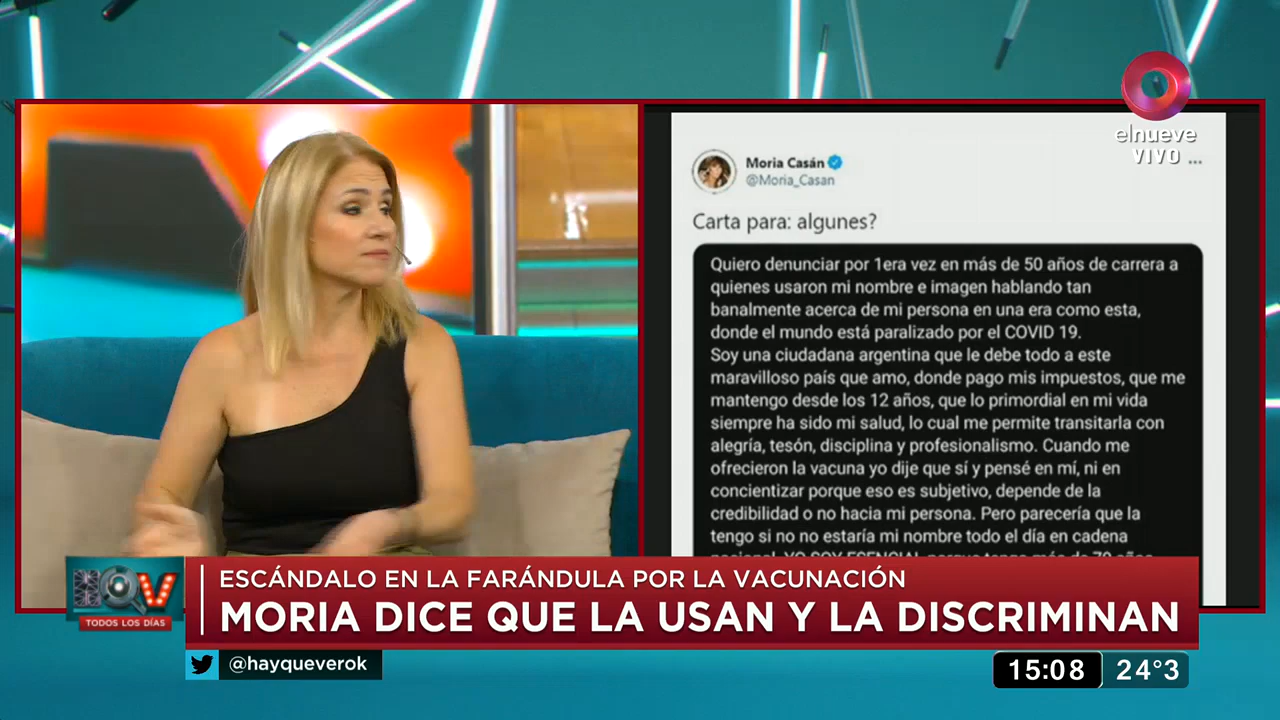 elnueve
VIVO
Moria Casán
@Moria_Casan
...
Carta para: algunes?
Quiero denunciar por 1era vez en más de 50 años de carrera a
quienes usaron mi nombre e imagen hablando tan
banalmente acerca de mi persona en una era como esta,
donde el mundo está paralizado por el COVID 19.
Soy una ciudadana argentina que le debe todo a este
maravilloso país que amo, donde pago mis impuestos, que me
mantengo desde los 12 años, que lo primordial en mi vida
siempre ha sido mi salud, lo cual me permite transitarla con
alegría, tesón, disciplina y profesionalismo. Cuando me
ofrecieron la vacuna yo dije que sí y pensé en mí, ni en
concientizar porque eso es subjetivo, depende de la
credibilidad o no hacia mi persona. Pero parecería que la
tengo si no no estaría mi nombre todo el día en cadena
HQV
TODOS LOS DÍAS
ESCÁNDALO EN LA FARÁNDULA POR LA VACUNACIÓN
MORIA DICE QUE LA USAN Y LA DISCRIMINAN
@hayqueverok
15:08 24°3